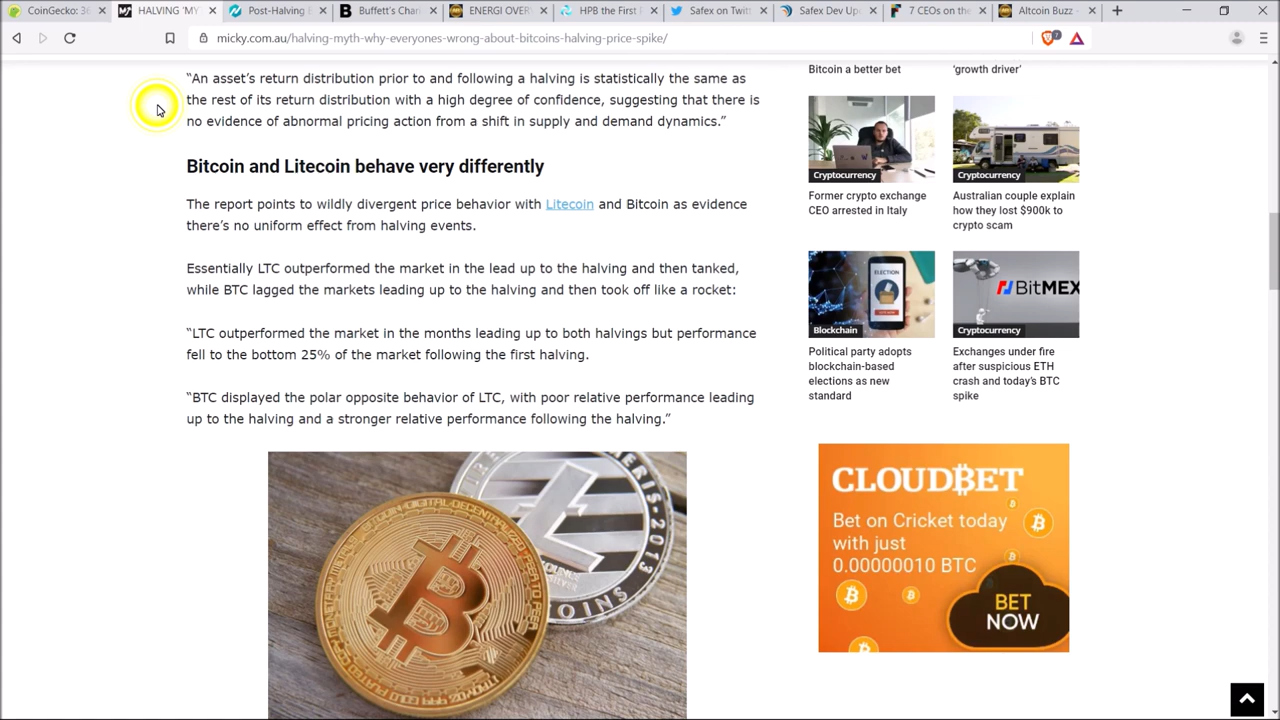 CoinGecko: 3
HALVING 'MY
Post-Halving E
Buffett's Char
ENERGI OVER
HPB the First
Safex on Twitt
Safex Dev Up
7 CEOs on the
Altcoin Buzz -
micky.com.au/halving-myth-why-everyones-wrong-about-bitcoins-halving-price-spike/
7
“An asset’s return distribution prior to and following a halving is statistically the same as
the rest of its return distribution with a high degree of confidence, suggesting that there is
no evidence of abnormal pricing action from a shift in supply and demand dynamics.”
Bitcoin and Litecoin behave very differently
The report points to wildly divergent price behavior with Litecoin and Bitcoin as evidence
there’s no uniform effect from halving events.
Essentially LTC outperformed the market in the lead up to the halving and then tanked,
while BTC lagged the markets leading up to the halving and then took off like a rocket:
“LTC outperformed the market in the months leading up to both halvings but performance
fell to the bottom 25% of the market following the first halving.
“BTC displayed the polar opposite behavior of LTC, with poor relative performance leading
up to the halving and a stronger relative performance following the halving.”
Bitcoin a better bet
‘growth driver’
Cryptocurrency
Former crypto exchange
CEO arrested in Italy
Cryptocurrency
Australian couple explain
how they lost $900k to
crypto scam
ELECTION
Blockchain
Political party adopts
blockchain-based
elections as new
standard
BitMEX
Cryptocurrency
Exchanges under fire
after suspicious ETH
crash and today’s BTC
spike
CLOUDBET
Bet on Cricket today
with just
0.00000010 BTC
BET
NOW